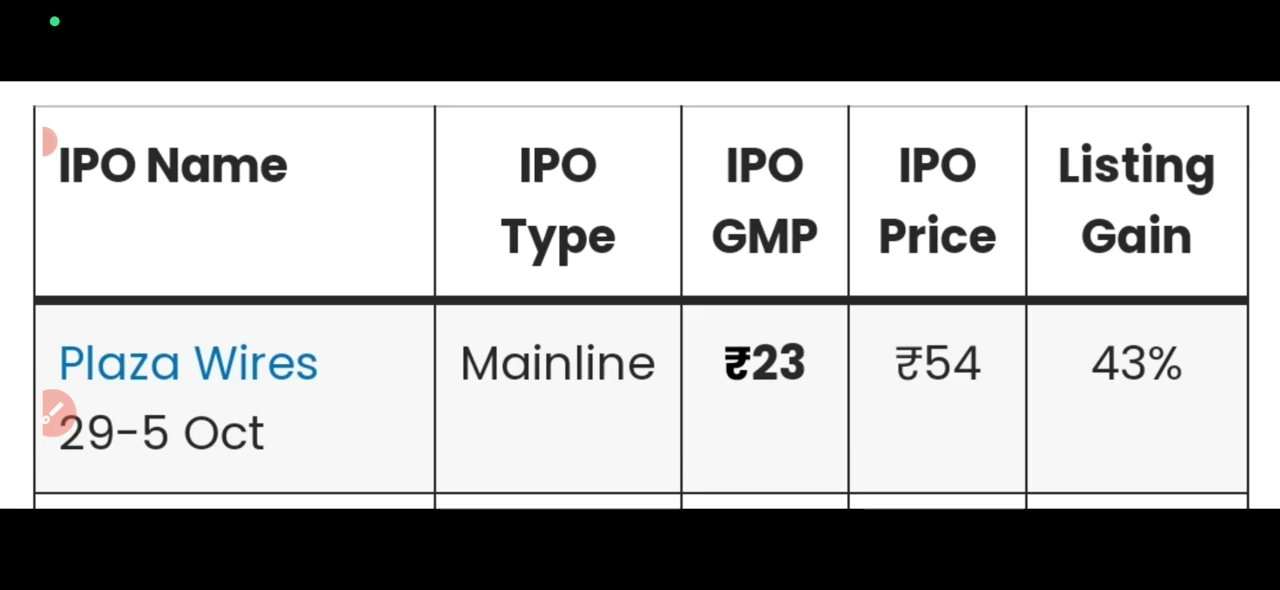 IPO Name
IPO Type
IPO GMP
IPO Price
Listing Gain
Plaza Wires
29-5 Oct
Mainline
₹23
₹54
43%